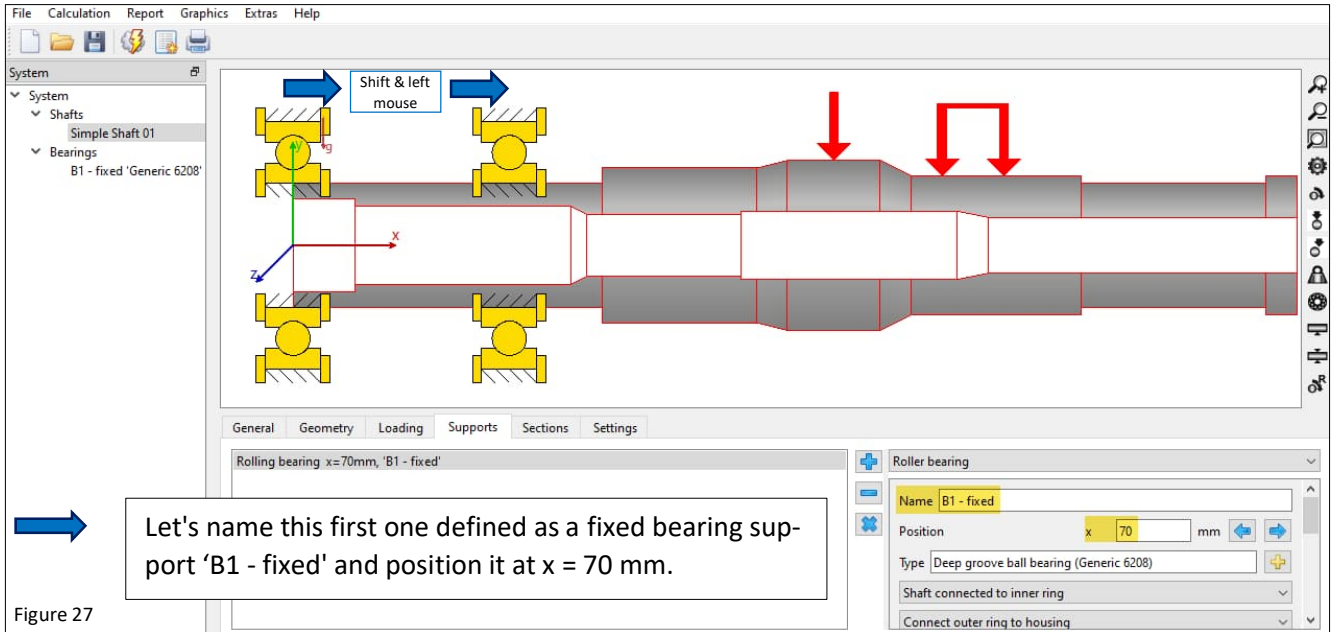 File Calculation Report Graphics Extras Help
System
System
Shafts
Simple Shaft 01
Bearings
B1 - fixed 'Generic 6208'
Shift & left
mouse
y
g
x
z
R
General Geometry Loading Supports Sections Settings
Rolling bearing x=70mm, 'B1 - fixed'
Roller bearing
Name B1 - fixed
Position x 70 mm
Type Deep groove ball bearing (Generic 6208)
Shaft connected to inner ring
Connect outer ring to housing
Let's name this first one defined as a fixed bearing sup-
port ‘B1 - fixed' and position it at x = 70 mm.
Figure 27